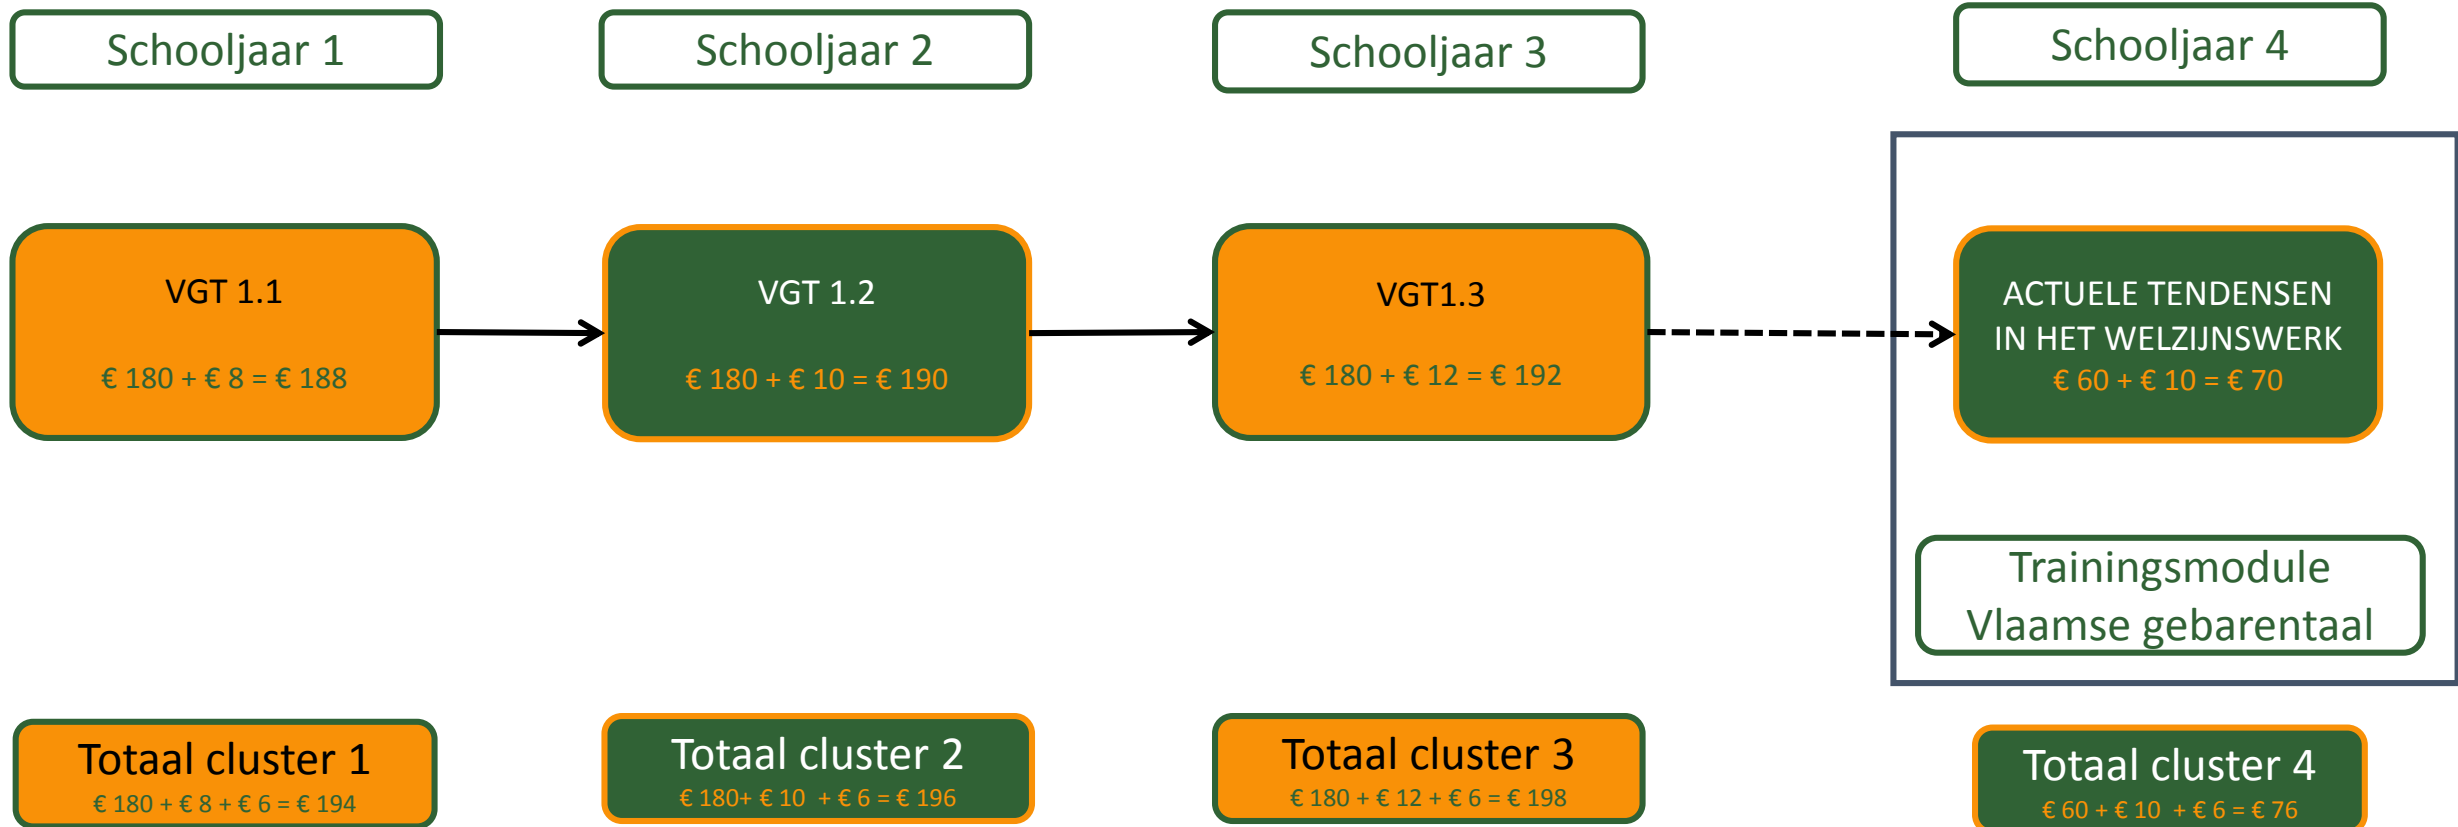 Schooljaar 1
Schooljaar 2
Schooljaar 3
Schooljaar 4
VGT 1.1
€ 180 + € 8 = € 188
VGT 1.2
€ 180 + € 10 = € 190
VGT1.3
€ 180 + € 12 = € 192
ACTUELE TENDENSEN
IN HET WELZIJNSWERK
€ 60 + € 10 = € 70
Trainingsmodule
Vlaamse gebarentaal
Totaal cluster 1
€ 180 + € 8 + € 6 = € 194
Totaal cluster 2
€ 180+ € 10 + € 6 = € 196
Totaal cluster 3
€ 180 + € 12 + € 6 = € 198
Totaal cluster 4
€ 60 + € 10 + € 6 = € 76